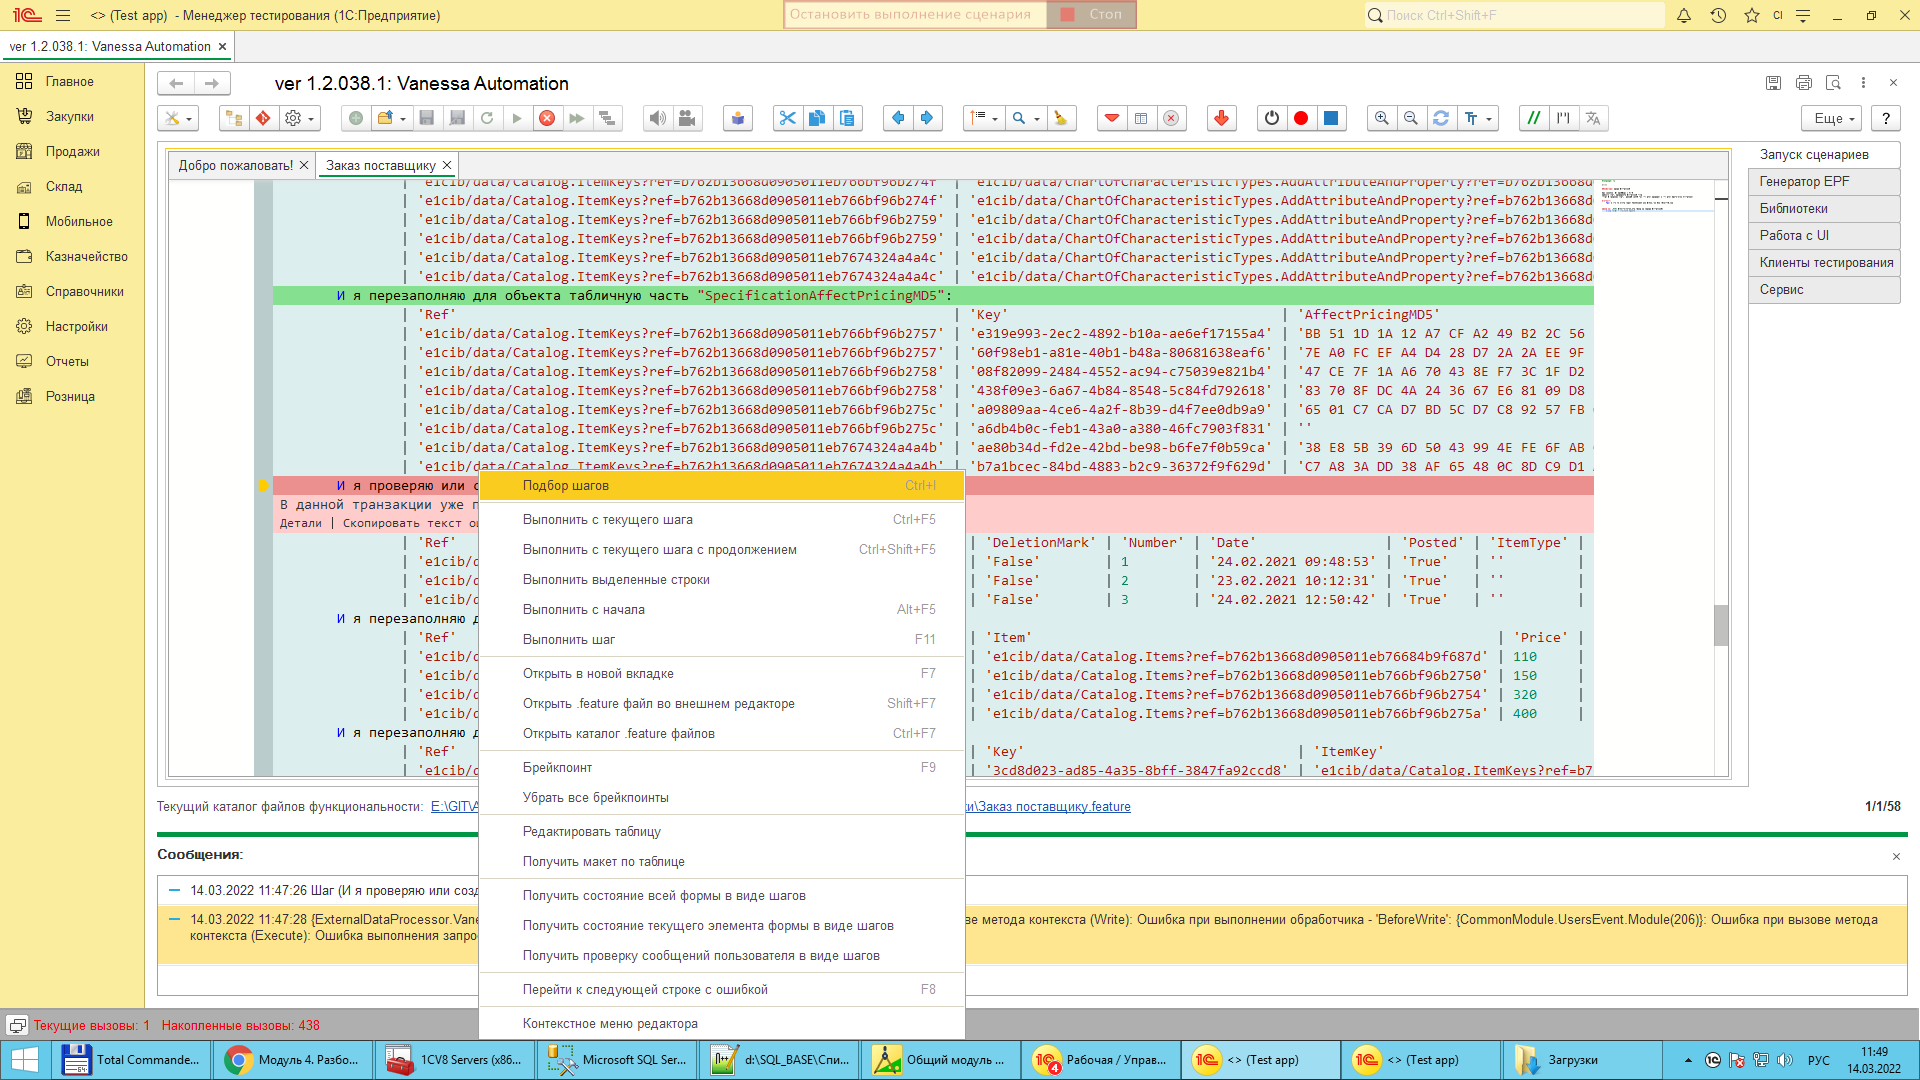 <> (Test app) - Менеджер тестирования (1С:Предприятие)
Остановить выполнение сценария
Стоп
Поиск Ctrl+Shift+F
CI
ver 1.2.038.1: Vanessa Automation ×
Главное
Закупки
Продажи
Склад
Мобильное
Казначейство
Справочники
Настройки
Отчеты
Розница
ver 1.2.038.1: Vanessa Automation
Еще
?
Добро пожаловать! ×
Заказ поставщику ×
Запуск сценариев
Генератор EPF
Библиотеки
Работа с UI
Клиенты тестирования
Сервис
| 'e1cib/data/Catalog.ItemKeys?ref=b762b13668d0905011eb766bf96b274f' | 'e1cib/data/ChartOfCharacteristicTypes.AddAttributeAndProperty?ref=b762b13668d
| 'e1cib/data/Catalog.ItemKeys?ref=b762b13668d0905011eb766bf96b274f' | 'e1cib/data/ChartOfCharacteristicTypes.AddAttributeAndProperty?ref=b762b13668d
| 'e1cib/data/Catalog.ItemKeys?ref=b762b13668d0905011eb766bf96b2759' | 'e1cib/data/ChartOfCharacteristicTypes.AddAttributeAndProperty?ref=b762b13668d
| 'e1cib/data/Catalog.ItemKeys?ref=b762b13668d0905011eb766bf96b2759' | 'e1cib/data/ChartOfCharacteristicTypes.AddAttributeAndProperty?ref=b762b13668d
| 'e1cib/data/Catalog.ItemKeys?ref=b762b13668d0905011eb7674324a4a4c' | 'e1cib/data/ChartOfCharacteristicTypes.AddAttributeAndProperty?ref=b762b13668d
| 'e1cib/data/Catalog.ItemKeys?ref=b762b13668d0905011eb7674324a4a4c' | 'e1cib/data/ChartOfCharacteristicTypes.AddAttributeAndProperty?ref=b762b13668d
И я перезаполняю для объекта табличную часть "SpecificationAffectPricingMD5":
| 'Ref' | 'Key' | 'AffectPricingMD5'
| 'e1cib/data/Catalog.ItemKeys?ref=b762b13668d0905011eb766bf96b2757' | 'e319e993-2ec2-4892-b10a-ae6ef17155a4' | 'BB 51 1D 1A 12 A7 CF A2 49 B2 2C 56
| 'e1cib/data/Catalog.ItemKeys?ref=b762b13668d0905011eb766bf96b2757' | '60f98eb1-a81e-40b1-b48a-80681638eaf6' | '7E A0 FC EF A4 D4 28 D7 2A 2A EE 9F
| 'e1cib/data/Catalog.ItemKeys?ref=b762b13668d0905011eb766bf96b2758' | '08f82099-2484-4552-ac94-c75039e821b4' | '47 CE 7F 1A A6 70 43 8E F7 3C 1F D2
| 'e1cib/data/Catalog.ItemKeys?ref=b762b13668d0905011eb766bf96b2758' | '438f09e3-6a67-4b84-8548-5c84fd792618' | '83 70 8F DC 4A 24 36 67 E6 81 09 D8
| 'e1cib/data/Catalog.ItemKeys?ref=b762b13668d0905011eb766bf96b275c' | 'a09809aa-4ce6-4a2f-8b39-d4f7ee0db9a9' | '65 01 C7 CA D7 BD 5C D7 C8 92 57 FB
| 'e1cib/data/Catalog.ItemKeys?ref=b762b13668d0905011eb766bf96b275c' | 'a6db4b0c-feb1-43a0-a380-46fc7903f831' | ''
| 'e1cib/data/Catalog.ItemKeys?ref=b762b13668d0905011eb7674324a4a4b' | 'ae80b34d-fd2e-42bd-be98-b6fe7f0b59ca' | '38 E8 5B 39 6D 50 43 99 4E FE 6F AB
| 'e1cib/data/Catalog.ItemKeys?ref=b762b13668d0905011eb7674324a4a4b' | 'b7a1bcec-84bd-4883-b2c9-36372f9f629d' | 'C7 A8 3A DD 38 AF 65 48 0C 8D C9 D1
И я проверяю или с
В данной транзакции уже п
Детали | Скопировать текст о
| 'Ref' | 'DeletionMark' | 'Number' | 'Date' | 'Posted' | 'ItemType' |
| 'e1cib/d | 'False' | 1 | '24.02.2021 09:48:53' | 'True' | '' |
| 'e1cib/d | 'False' | 2 | '23.02.2021 10:12:31' | 'True' | '' |
| 'e1cib/d | 'False' | 3 | '24.02.2021 12:50:42' | 'True' | '' |
И я перезаполняю д
| 'Ref' | 'Item' | 'Price' |
| 'e1cib/d | 'e1cib/data/Catalog.Items?ref=b762b13668d0905011eb76684b9f687d' | 110 |
| 'e1cib/d | 'e1cib/data/Catalog.Items?ref=b762b13668d0905011eb766bf96b2750' | 150 |
| 'e1cib/d | 'e1cib/data/Catalog.Items?ref=b762b13668d0905011eb766bf96b2754' | 320 |
| 'e1cib/d | 'e1cib/data/Catalog.Items?ref=b762b13668d0905011eb766bf96b275a' | 400 |
И я перезаполняю д
| 'Ref' | 'Key' | 'ItemKey'
| 'e1cib/d | '3cd8d023-ad85-4a35-8bff-3847fa92ccd8' | 'e1cib/data/Catalog.ItemKeys?ref=b7
Подбор шагов Ctrl+I
Выполнить с текущего шага Ctrl+F5
Выполнить с текущего шага с продолжением Ctrl+Shift+F5
Выполнить выделенные строки
Выполнить с начала Alt+F5
Выполнить шаг F11
Открыть в новой вкладке F7
Открыть .feature файл во внешнем редакторе Shift+F7
Открыть каталог .feature файлов Ctrl+F7
Брейкпоинт F9
Убрать все брейкпоинты
Редактировать таблицу
Получить макет по таблице
Получить состояние всей формы в виде шагов
Получить состояние текущего элемента формы в виде шагов
Получить проверку сообщений пользователя в виде шагов
Перейти к следующей строке с ошибкой F8
Контекстное меню редактора
Текущий каталог файлов функциональности: E:\GIT\A ки\Заказ поставщику.feature 1/1/58
Сообщения:
14.03.2022 11:47:26 Шаг (И я проверяю или созд
14.03.2022 11:47:28 {ExternalDataProcessor.Vane ве метода контекста (Write): Ошибка при выполнении обработчика - 'BeforeWrite': {CommonModule.UsersEvent.Module(206)}: Ошибка при вызове метода
контекста (Execute): Ошибка выполнения запро
Текущие вызовы: 1 Накопленные вызовы: 438
Total Commande...
Модуль 4. Разбо...
1CV8 Servers (x86...
Microsoft SQL Ser...
d:\SQL_BASE\Спи...
Общий модуль ...
4
Рабочая / Управ...
<> (Test app)
<> (Test app)
Загрузки
РУС
11:49
14.03.2022